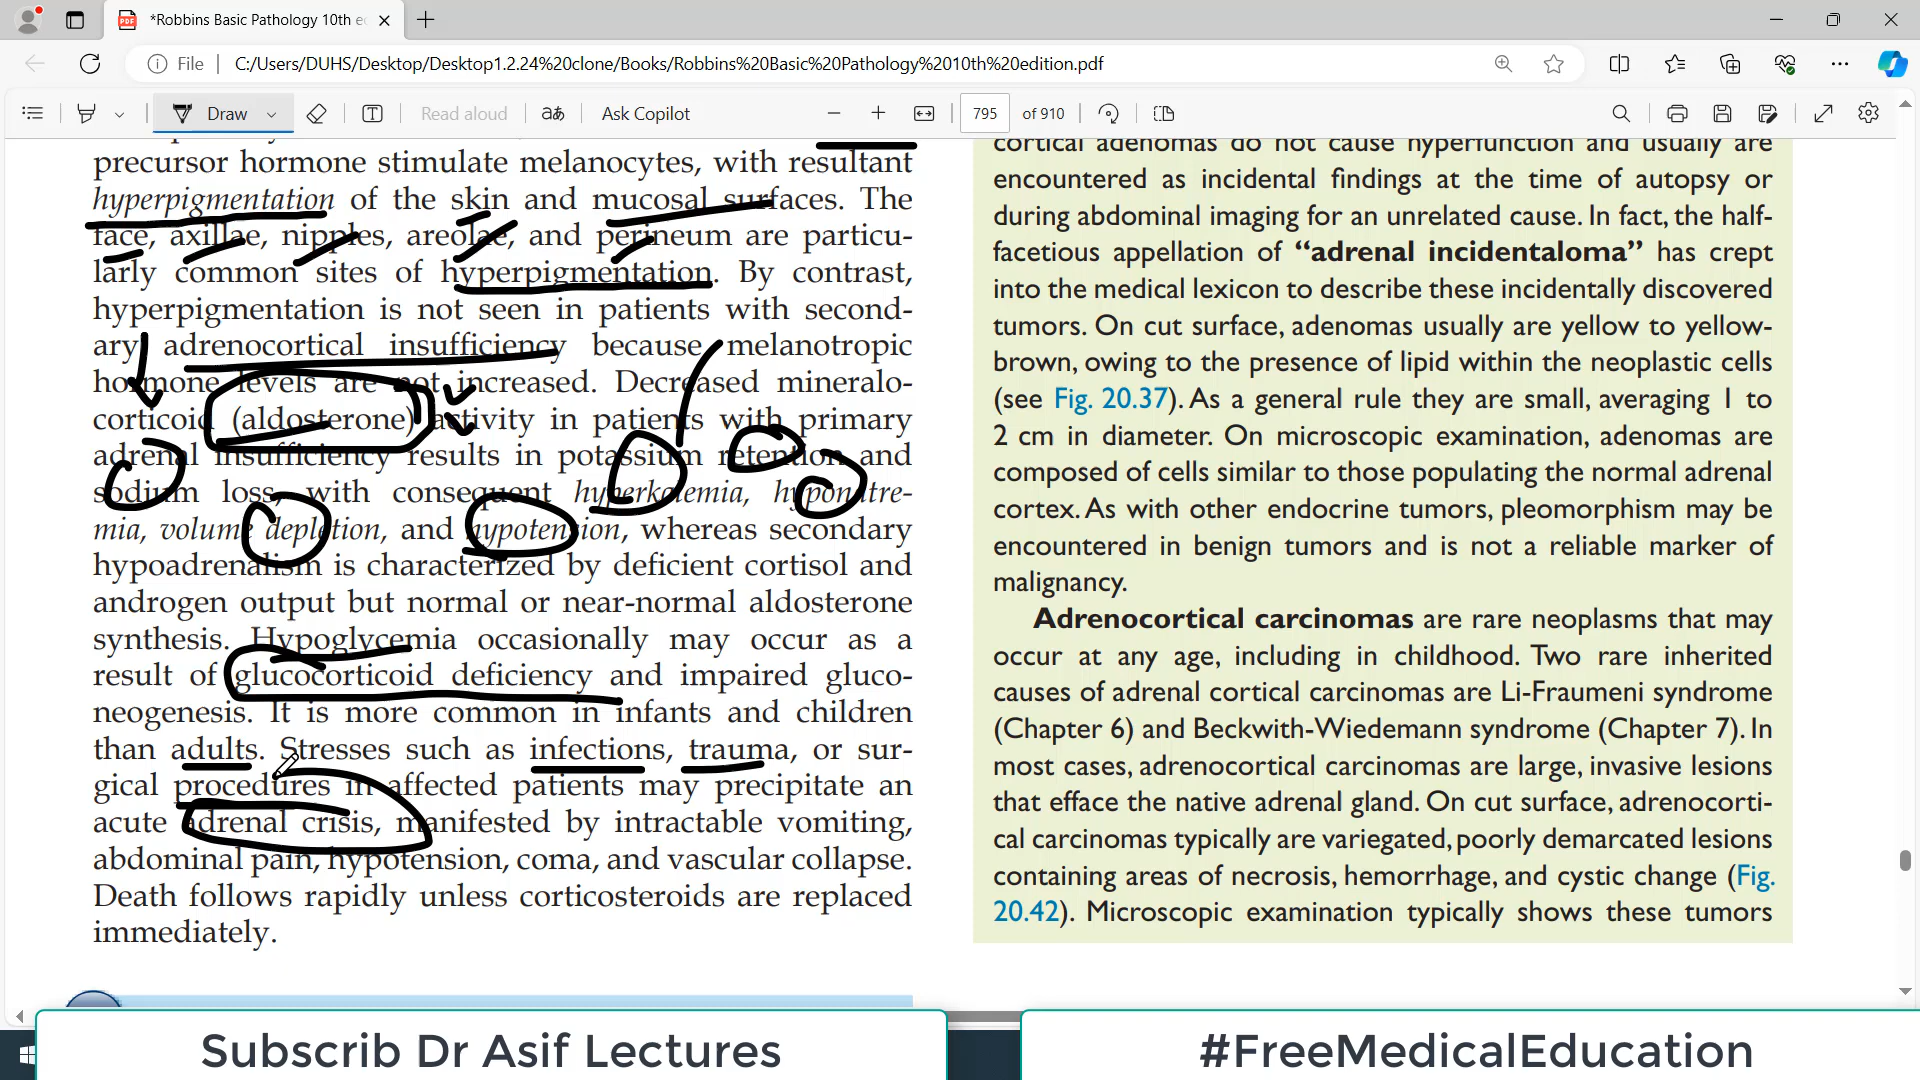 *Robbins Basic Pathology 10th e
File
C:/Users/DUHS/Desktop/Desktop1.2.24%20clone/Books/Robbins%20Basic%20Pathology%2010th%20edition.pdf
Draw
Read aloud
aあ
Ask Copilot
795 of 910
precursor hormone stimulate melanocytes, with resultant
hyperpigmentation of the skin and mucosal surfaces. The
face, axillae, nipples, areolae, and perineum are particu-
larly common sites of hyperpigmentation. By contrast,
hyperpigmentation is not seen in patients with second-
ary adrenocortical insufficiency because melanotropic
hormone levels are not increased. Decreased mineralo-
corticoid (aldosterone) activity in patients with primary
adrenal insufficiency results in potassium retention and
sodium loss, with consequent hyperkalemia, hyponatre-
mia, volume depletion, and hypotension, whereas secondary
hypoadrenalism is characterized by deficient cortisol and
androgen output but normal or near-normal aldosterone
synthesis. Hypoglycemia occasionally may occur as a
result of glucocorticoid deficiency and impaired gluco-
neogenesis. It is more common in infants and children
than adults. Stresses such as infections, trauma, or sur-
gical procedures in affected patients may precipitate an
acute adrenal crisis, manifested by intractable vomiting,
abdominal pain, hypotension, coma, and vascular collapse.
Death follows rapidly unless corticosteroids are replaced
immediately.
cortical adenomas do not cause hyperfunction and usually are
encountered as incidental findings at the time of autopsy or
during abdominal imaging for an unrelated cause. In fact, the half-
facetious appellation of “adrenal incidentaloma” has crept
into the medical lexicon to describe these incidentally discovered
tumors. On cut surface, adenomas usually are yellow to yellow-
brown, owing to the presence of lipid within the neoplastic cells
(see Fig. 20.37). As a general rule they are small, averaging 1 to
2 cm in diameter. On microscopic examination, adenomas are
composed of cells similar to those populating the normal adrenal
cortex. As with other endocrine tumors, pleomorphism may be
encountered in benign tumors and is not a reliable marker of
malignancy.
Adrenocortical carcinomas are rare neoplasms that may
occur at any age, including in childhood. Two rare inherited
causes of adrenal cortical carcinomas are Li-Fraumeni syndrome
(Chapter 6) and Beckwith-Wiedemann syndrome (Chapter 7). In
most cases, adrenocortical carcinomas are large, invasive lesions
that efface the native adrenal gland. On cut surface, adrenocorti-
cal carcinomas typically are variegated, poorly demarcated lesions
containing areas of necrosis, hemorrhage, and cystic change (Fig.
20.42). Microscopic examination typically shows these tumors
Subscrib Dr Asif Lectures
#FreeMedicalEducation